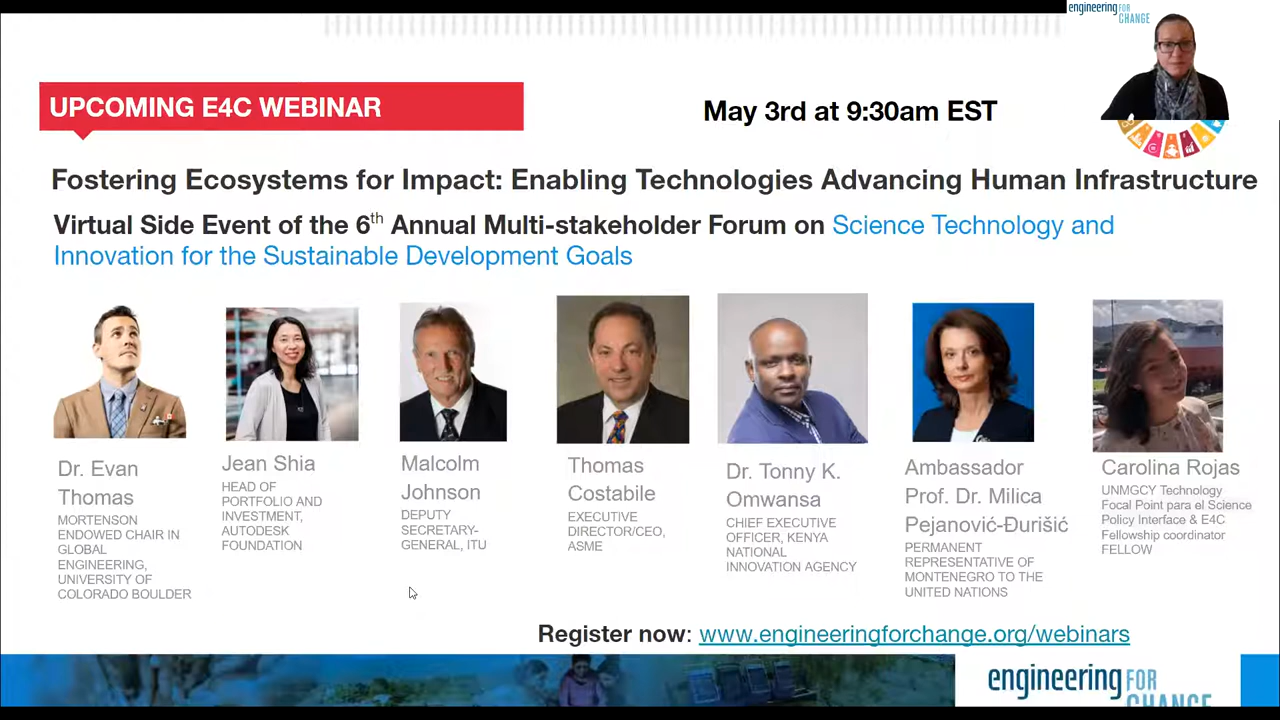 engineering FOR
CHANGE
UPCOMING E4C WEBINAR
May 3rd at 9:30am EST
Fostering Ecosystems for Impact: Enabling Technologies Advancing Human Infrastructure
Virtual Side Event of the 6th Annual Multi-stakeholder Forum on Science Technology and
Innovation for the Sustainable Development Goals
Dr. Evan
Thomas
MORTENSON
ENDOWED CHAIR IN
GLOBAL
ENGINEERING,
UNIVERSITY OF
COLORADO BOULDER
Jean Shia
HEAD OF
PORTFOLIO AND
INVESTMENT,
AUTODESK
FOUNDATION
Malcolm
Johnson
DEPUTY
SECRETARY-
GENERAL, ITU
Thomas
Costabile
EXECUTIVE
DIRECTOR/CEO,
ASME
Dr. Tonny K.
Omwansa
CHIEF EXECUTIVE
OFFICER, KENYA
NATIONAL
INNOVATION AGENCY
Ambassador
Prof. Dr. Milica
Pejanović-Đurišić
PERMANENT
REPRESENTATIVE OF
MONTENEGRO TO THE
UNITED NATIONS
Carolina Rojas
UNMGCY Technology
Focal Point para el Science
Policy Interface & E4C
Fellowship coordinator
FELLOW
Register now: www.engineeringforchange.org/webinars
engineering FOR
CHANGE